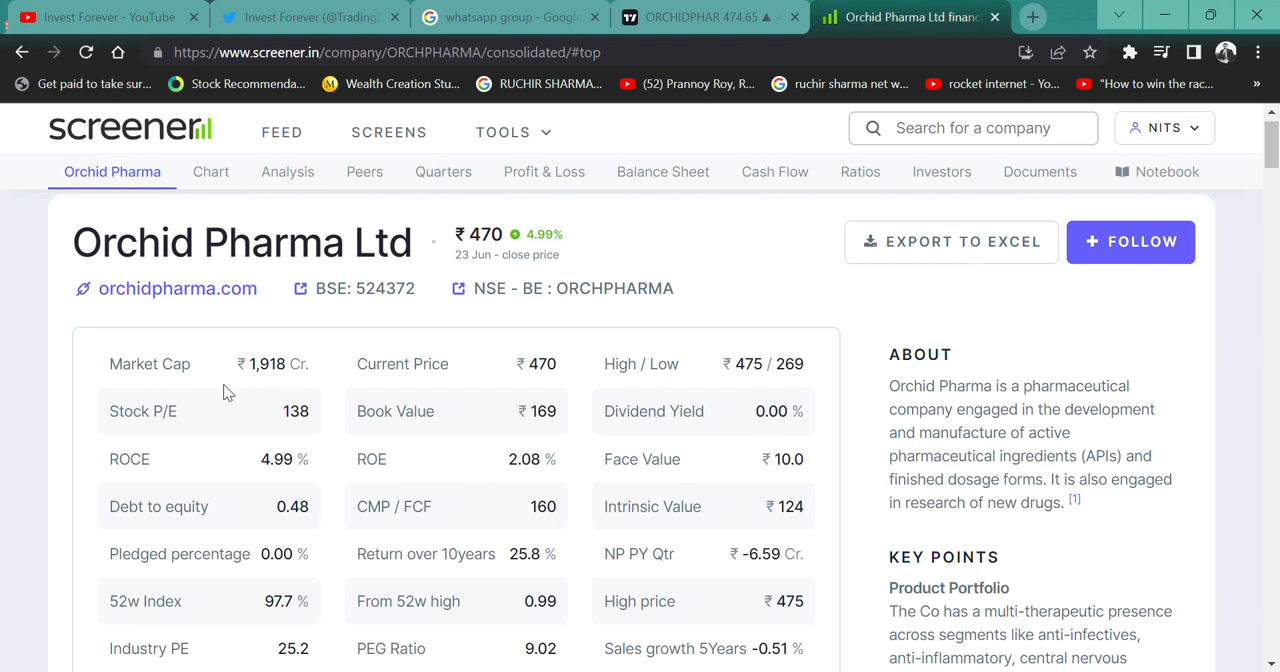 Invest Forever - YouTube
Invest Forever (@Trading
whatsapp group - Google
ORCHIDPHAR 474.65 ▲
Orchid Pharma Ltd financ
https://www.screener.in/company/ORCHPHARMA/consolidated/#top
Get paid to take sur...
Stock Recommenda...
Wealth Creation Stu...
RUCHIR SHARMA...
(52) Prannoy Roy, R...
ruchir sharma net w...
rocket internet - Yo...
"How to win the rac...
»
screener
FEED
SCREENS
TOOLS
Search for a company
NITS
Orchid Pharma
Chart
Analysis
Peers
Quarters
Profit & Loss
Balance Sheet
Cash Flow
Ratios
Investors
Documents
Notebook
Orchid Pharma Ltd
₹ 470 4.99%
23 Jun - close price
EXPORT TO EXCEL
+ FOLLOW
orchidpharma.com
BSE: 524372
NSE - BE : ORCHPHARMA
Market Cap ₹ 1,918 Cr.
Current Price ₹ 470
High / Low ₹ 475 / 269
Stock P/E 138
Book Value ₹ 169
Dividend Yield 0.00 %
ROCE 4.99 %
ROE 2.08 %
Face Value ₹ 10.0
Debt to equity 0.48
CMP / FCF 160
Intrinsic Value ₹ 124
Pledged percentage 0.00 %
Return over 10years 25.8 %
NP PY Qtr ₹ -6.59 Cr.
52w Index 97.7 %
From 52w high 0.99
High price ₹ 475
Industry PE 25.2
PEG Ratio 9.02
Sales growth 5Years -0.51 %
ABOUT
Orchid Pharma is a pharmaceutical
company engaged in the development
and manufacture of active
pharmaceutical ingredients (APIs) and
finished dosage forms. It is also engaged
in research of new drugs. [1]
KEY POINTS
Product Portfolio
The Co has a multi-therapeutic presence
across segments like anti-infectives,
anti-inflammatory, central nervous